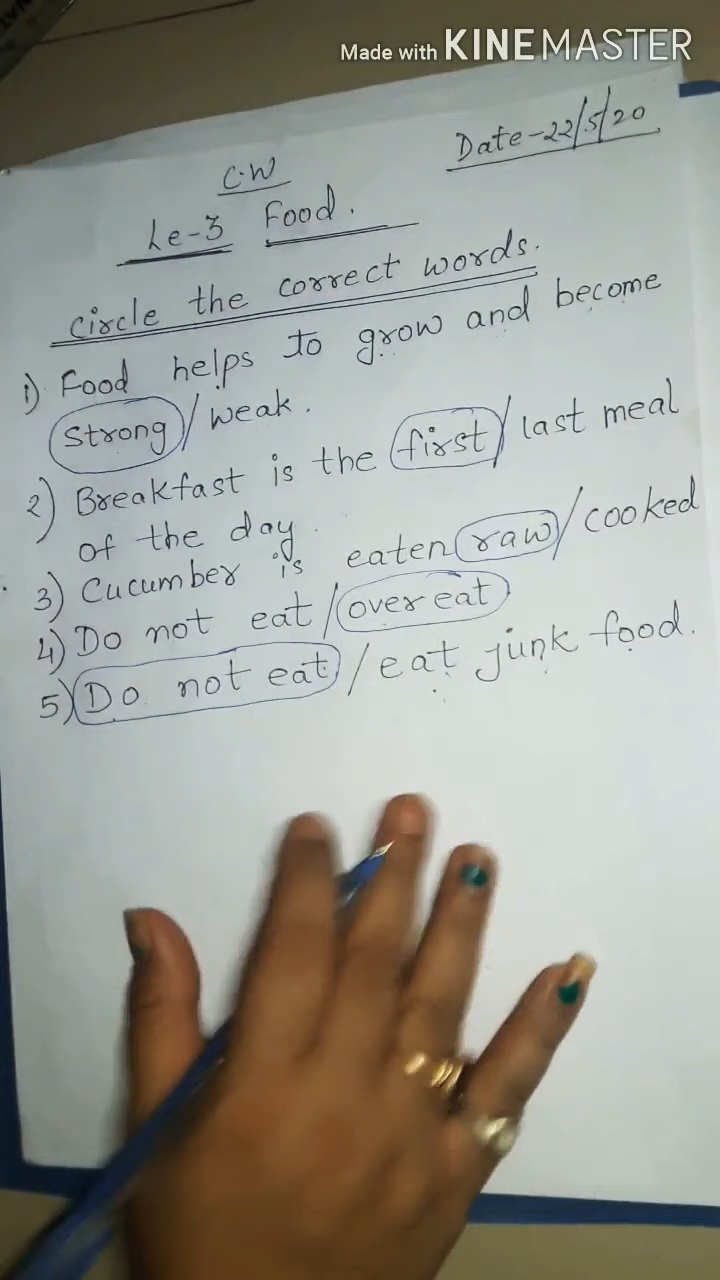 Made with KINEMASTER
Date-22/5/20
C.W
Le-3 Food.
circle the correct words.
1) Food helps to grow and become
Strong / weak.
2) Breakfast is the first / last meal
of the day.
3) Cucumber is eaten raw / cooked
4) Do not eat / over eat
5) Do not eat / eat junk food.